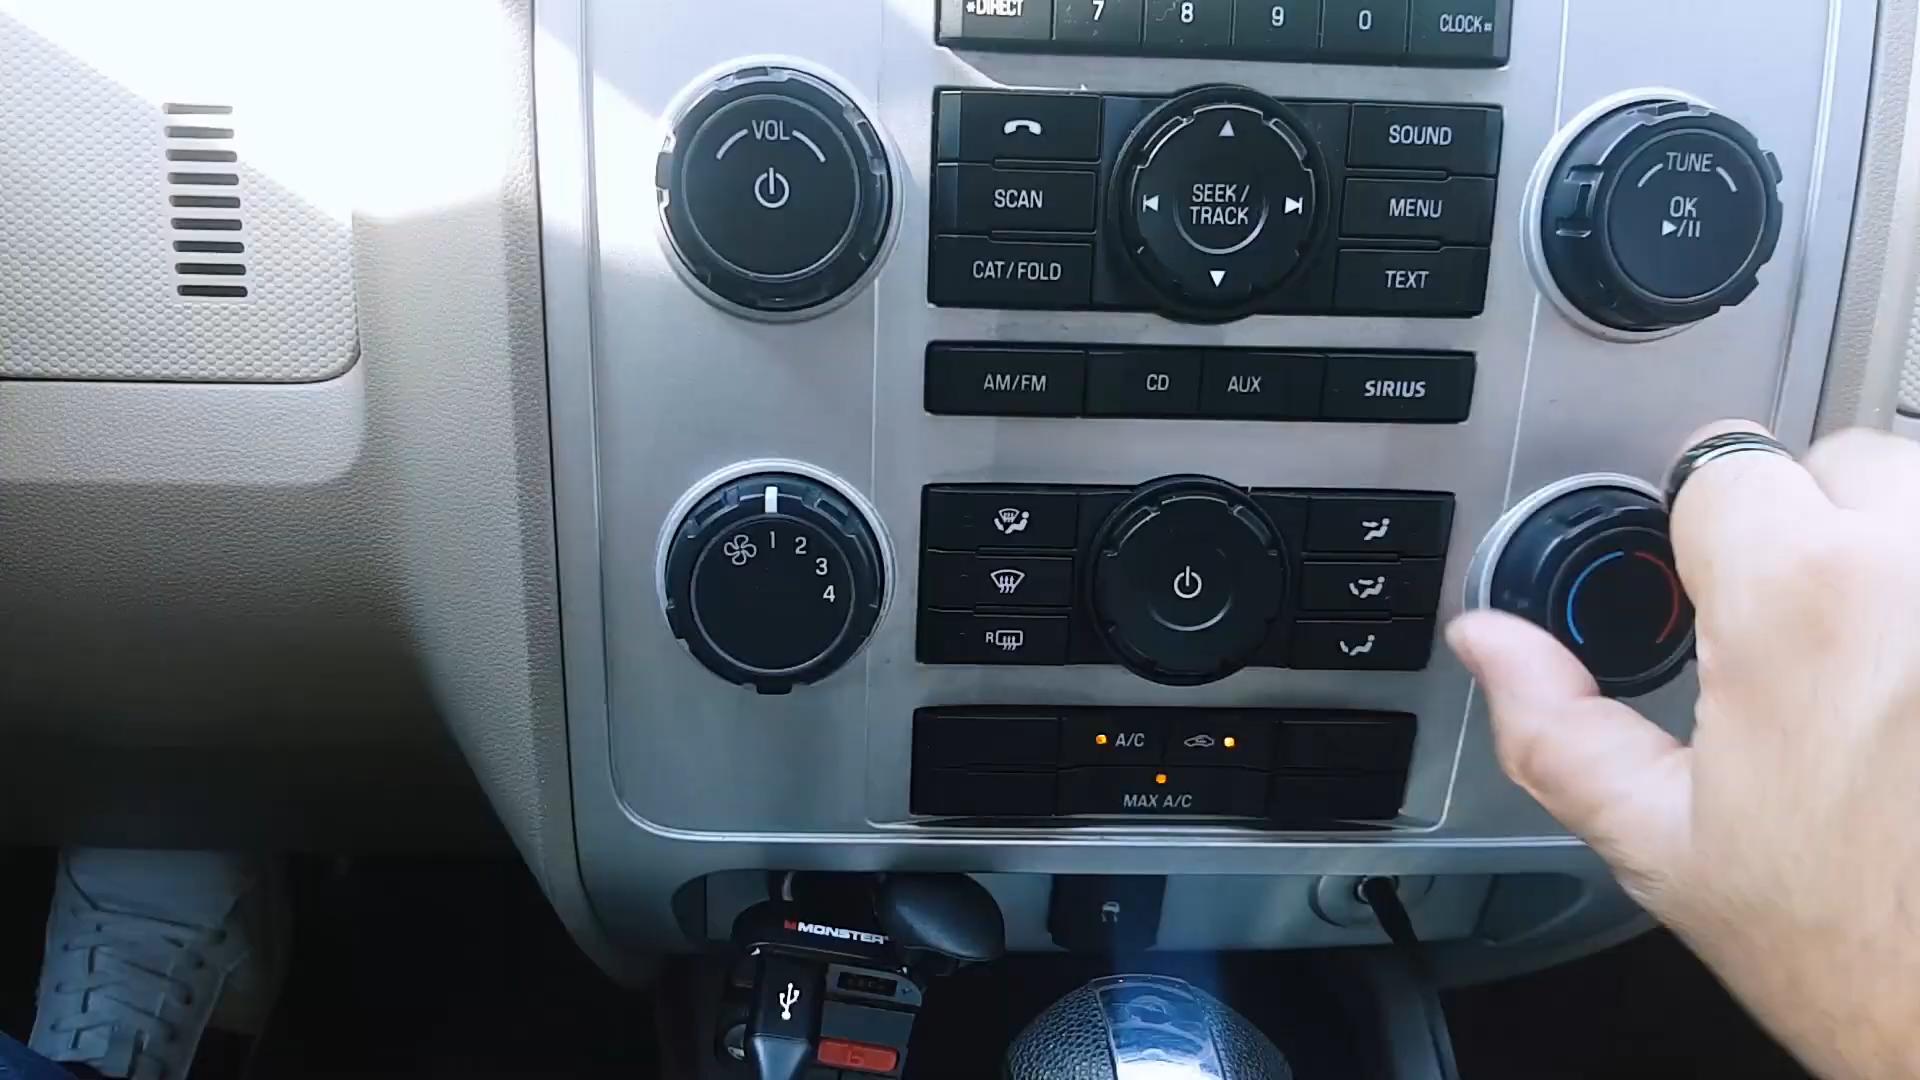 *DIRECT 7 8 9 0 CLOCK
VOL
SOUND
TUNE
SCAN
SEEK/
TRACK
MENU
OK
CAT/FOLD
TEXT
AM/FM CD AUX SIRIUS
1
2
3
4
R
A/C
MAX A/C
MONSTER